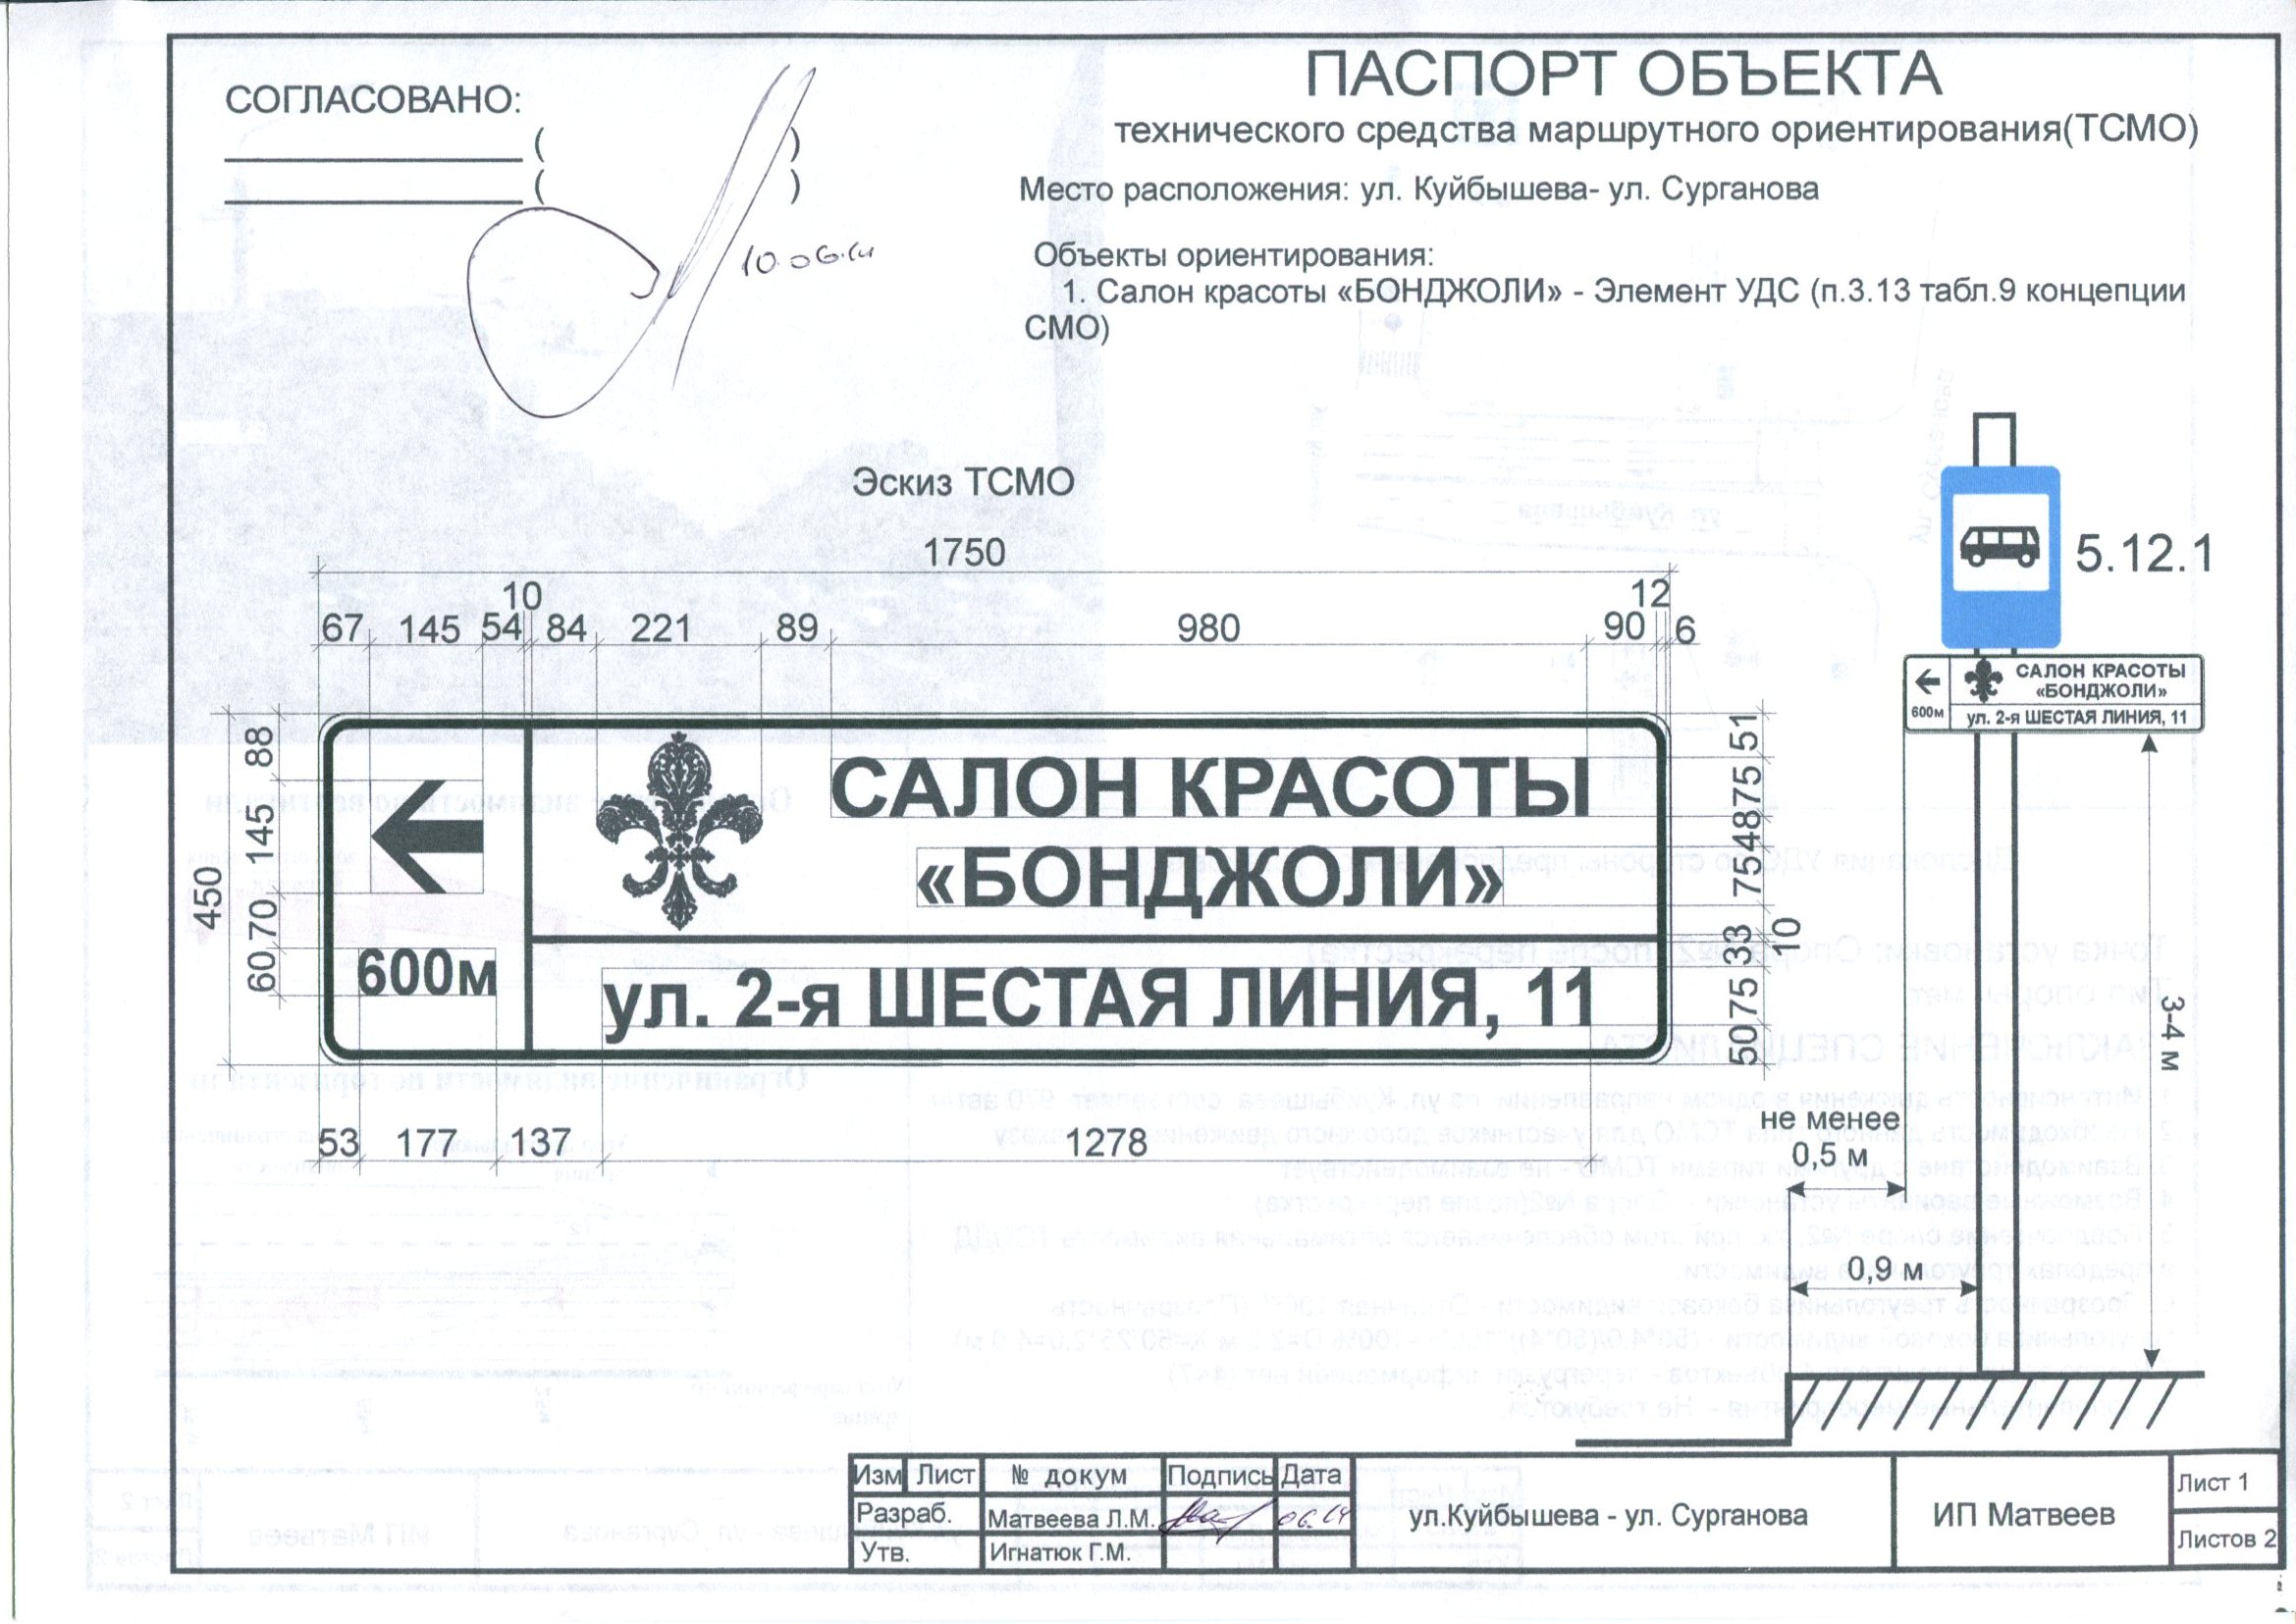 СОГЛАСОВАНО:
( )
( )
10.06.14
ПАСПОРТ ОБЪЕКТА
технического средства маршрутного ориентирования(ТСМО)
Место расположения: ул. Куйбышева- ул. Сурганова
Объекты ориентирования:
1. Салон красоты «БОНДЖОЛИ» - Элемент УДС (п.3.13 табл.9 концепции
СМО)
Эскиз ТСМО
1750
10
12
67 145 54 84 221 89 980 90 6
450
88
145
70
60
600м
САЛОН КРАСОТЫ
«БОНДЖОЛИ»
ул. 2-я ШЕСТАЯ ЛИНИЯ, 11
51
75
48
75
33
10
33
75
50
53 177 137 1278
5.12.1
600м
САЛОН КРАСОТЫ
«БОНДЖОЛИ»
ул. 2-я ШЕСТАЯ ЛИНИЯ, 11
3-4 м
не менее
0,5 м
0,9 м
Изм Лист № докум Подпись Дата
Разраб. Матвеева Л.М. 06.14
Утв. Игнатюк Г.М.
ул.Куйбышева - ул. Сурганова
ИП Матвеев
Лист 1
Листов 2